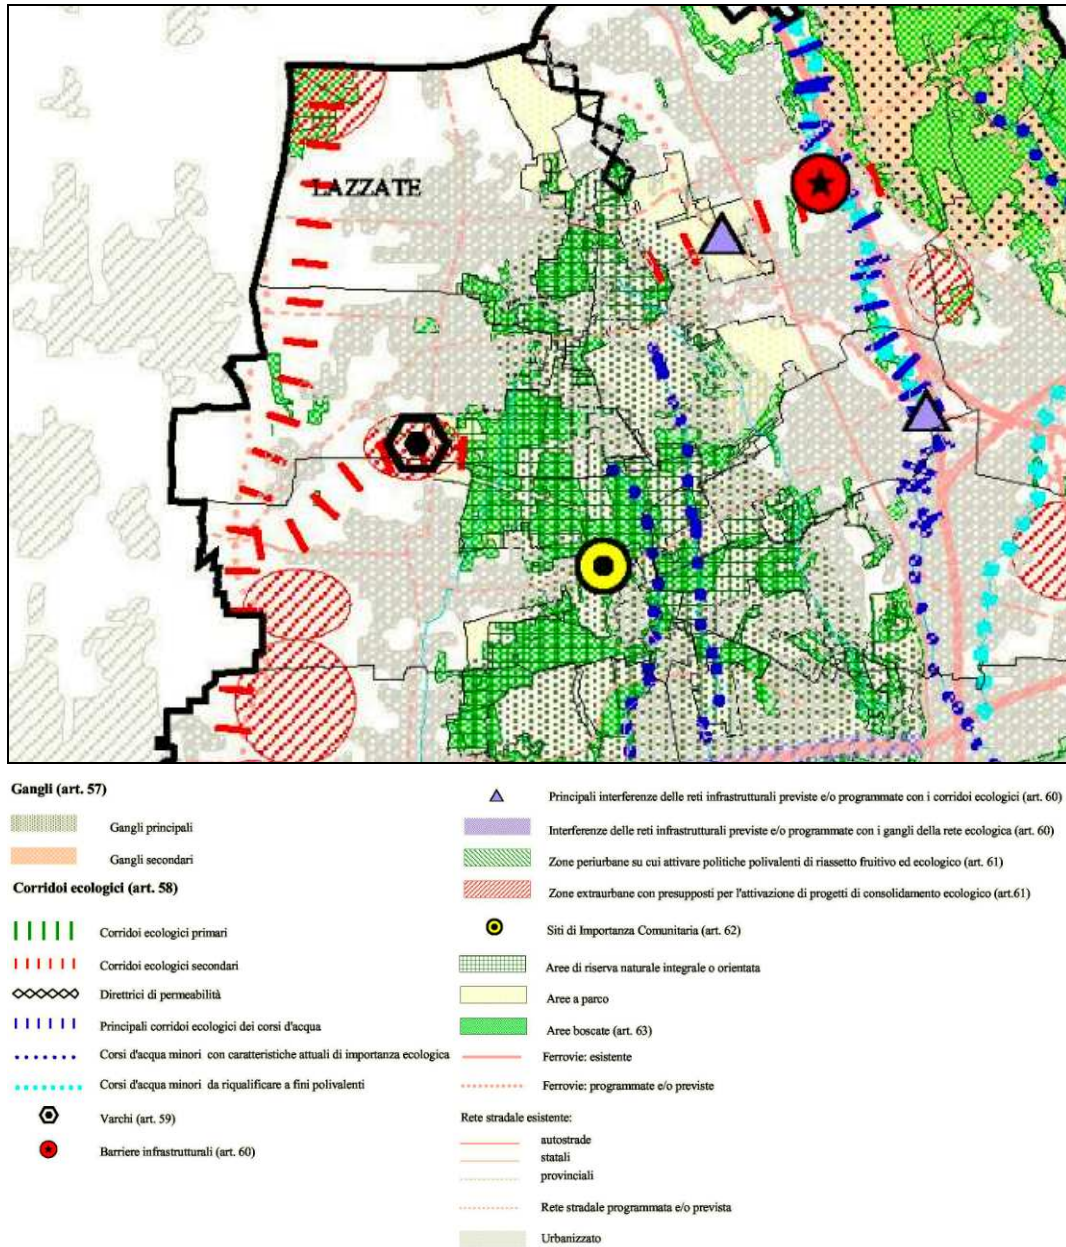 LAZZATE
Gangli (art. 57)
Gangli principali
Gangli secondari
Corridoi ecologici (art. 58)
Corridoi ecologici primari
Corridoi ecologici secondari
Direttrici di permeabilità
Principali corridoi ecologici dei corsi d'acqua
Corsi d'acqua minori con caratteristiche attuali di importanza ecologica
Corsi d'acqua minori da riqualificare a fini polivalenti
Varchi (art. 59)
Barriere infrastrutturali (art. 60)
Principali interferenze delle reti infrastrutturali previste e/o programmate con i corridoi ecologici (art. 60)
Interferenze delle reti infrastrutturali previste e/o programmate con i gangli della rete ecologica (art. 60)
Zone periurbane su cui attivare politiche polivalenti di riassetto fruitivo ed ecologico (art. 61)
Zone extraurbane con presupposti per l'attivazione di progetti di consolidamento ecologico (art.61)
Siti di Importanza Comunitaria (art. 62)
Aree di riserva naturale integrale o orientata
Aree a parco
Aree boscate (art. 63)
Ferrovie: esistente
Ferrovie: programmate e/o previste
Rete stradale esistente:
autostrade
statali
provinciali
Rete stradale programmata e/o prevista
Urbanizzato